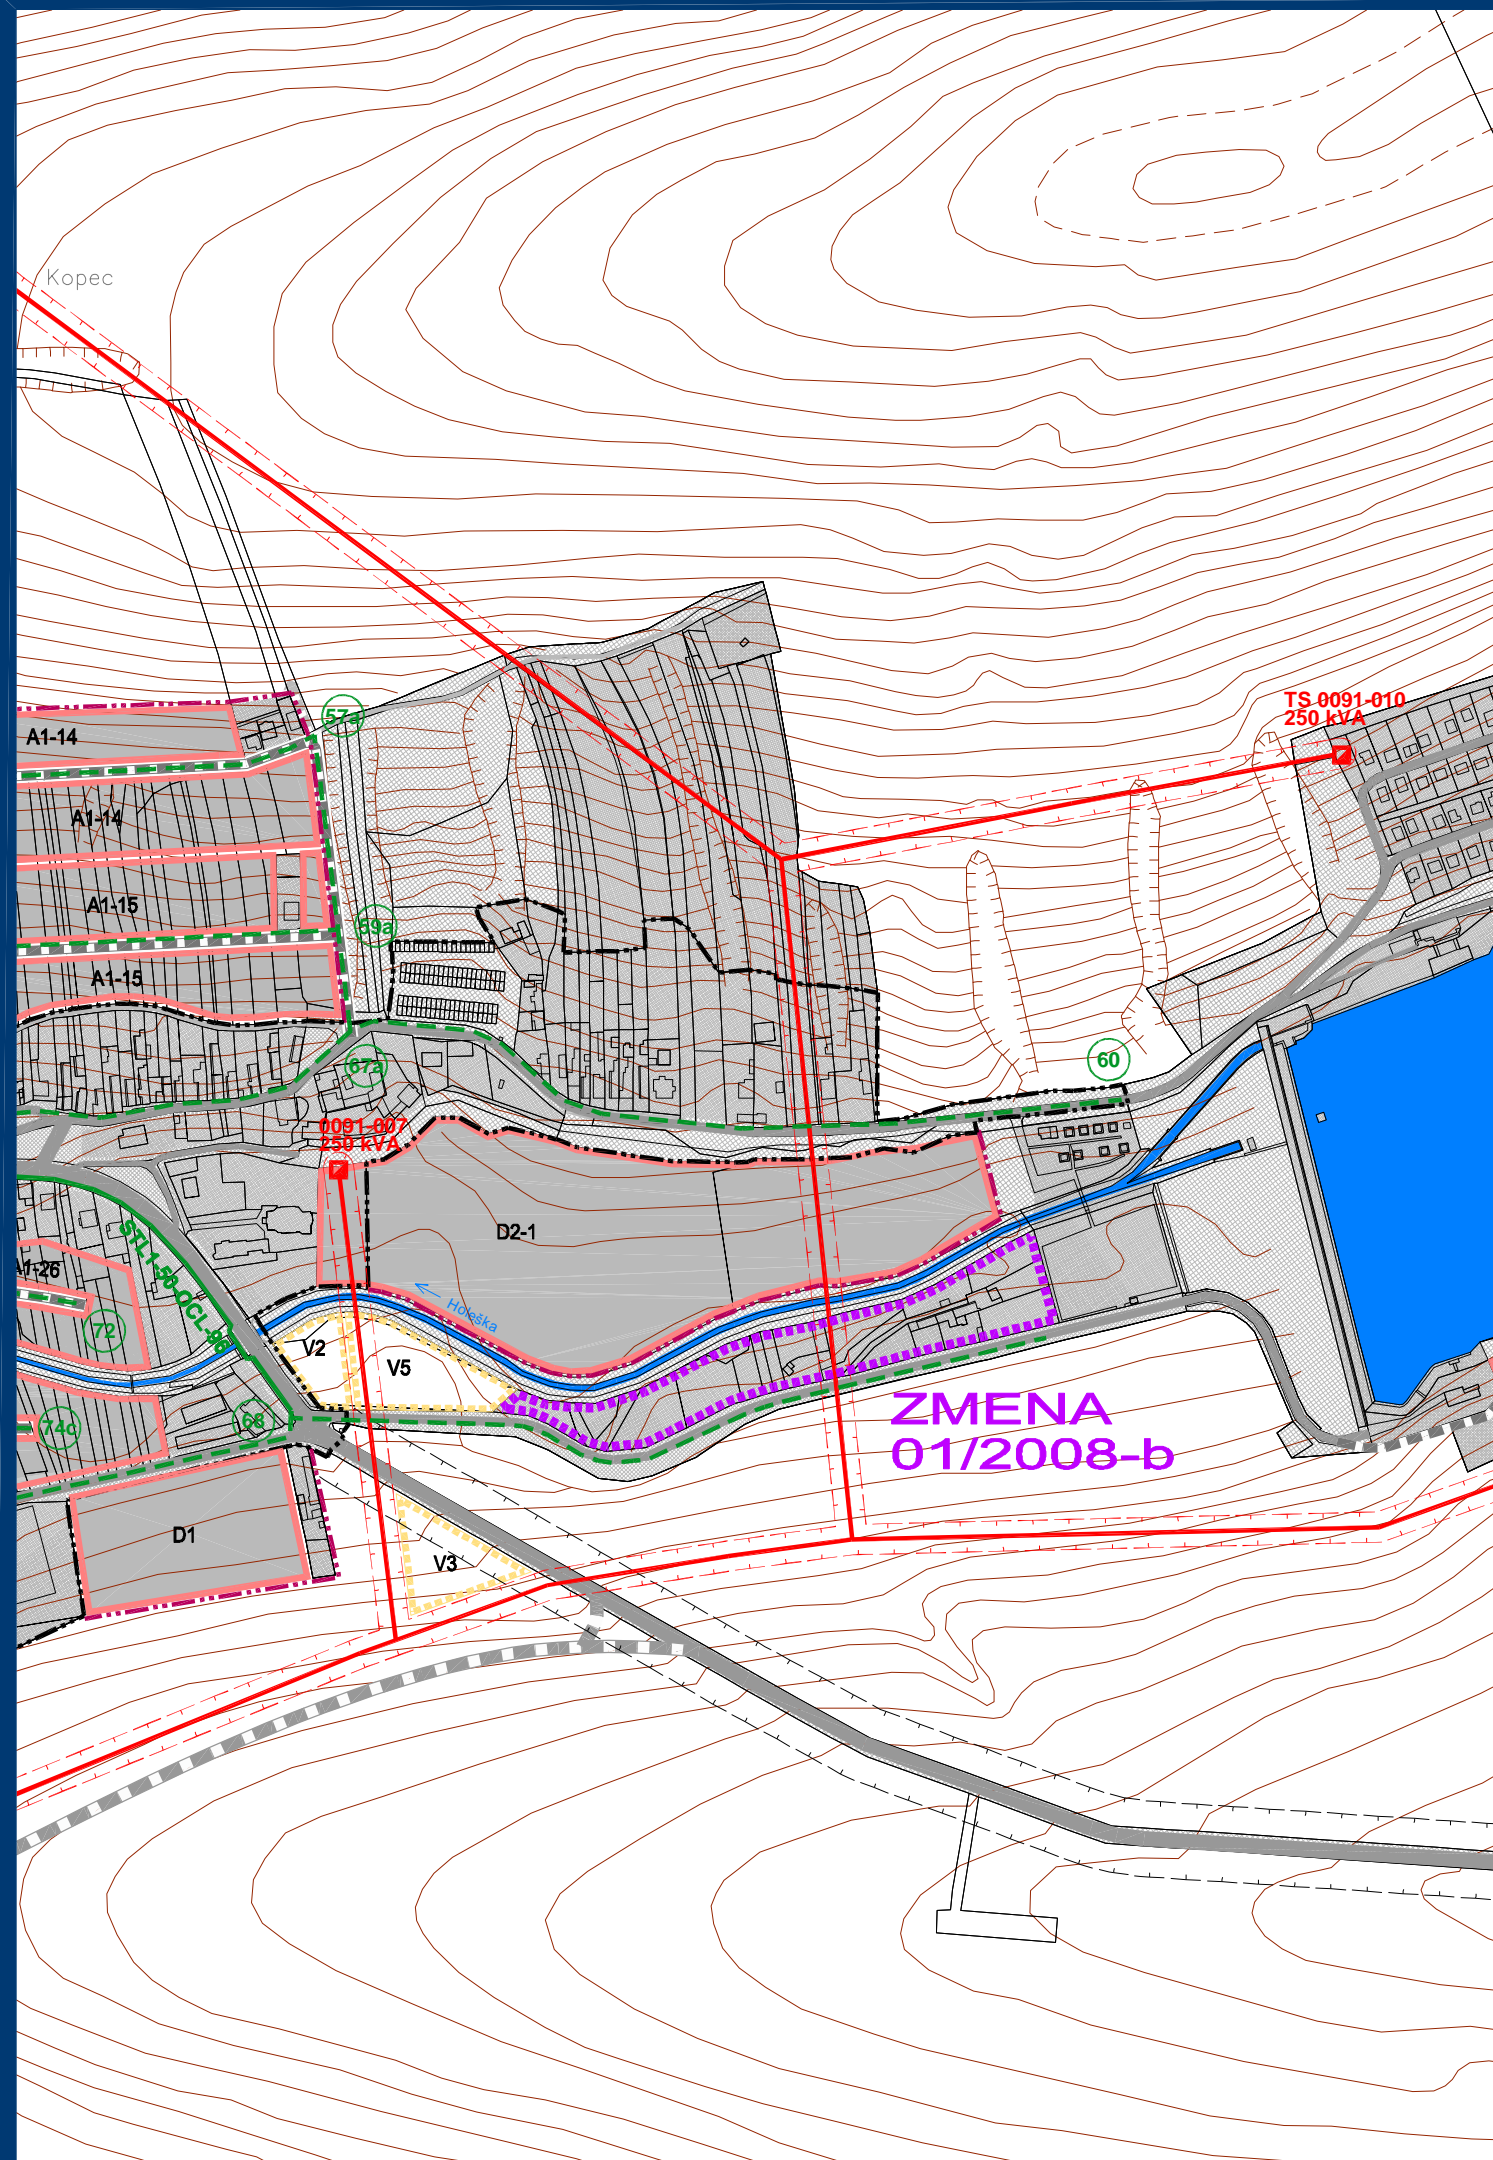 Kopec
TS 0091-010
250 kVA
57a
A1-14
A1-14
A1-15
59a
A1-15
60
67a
0091-007
250 kVA
D2-1
STL1-50-OCL-96
A1-26
Holeška
72
V2
V5
ZMENA
01/2008-b
68
74c
D1
V3